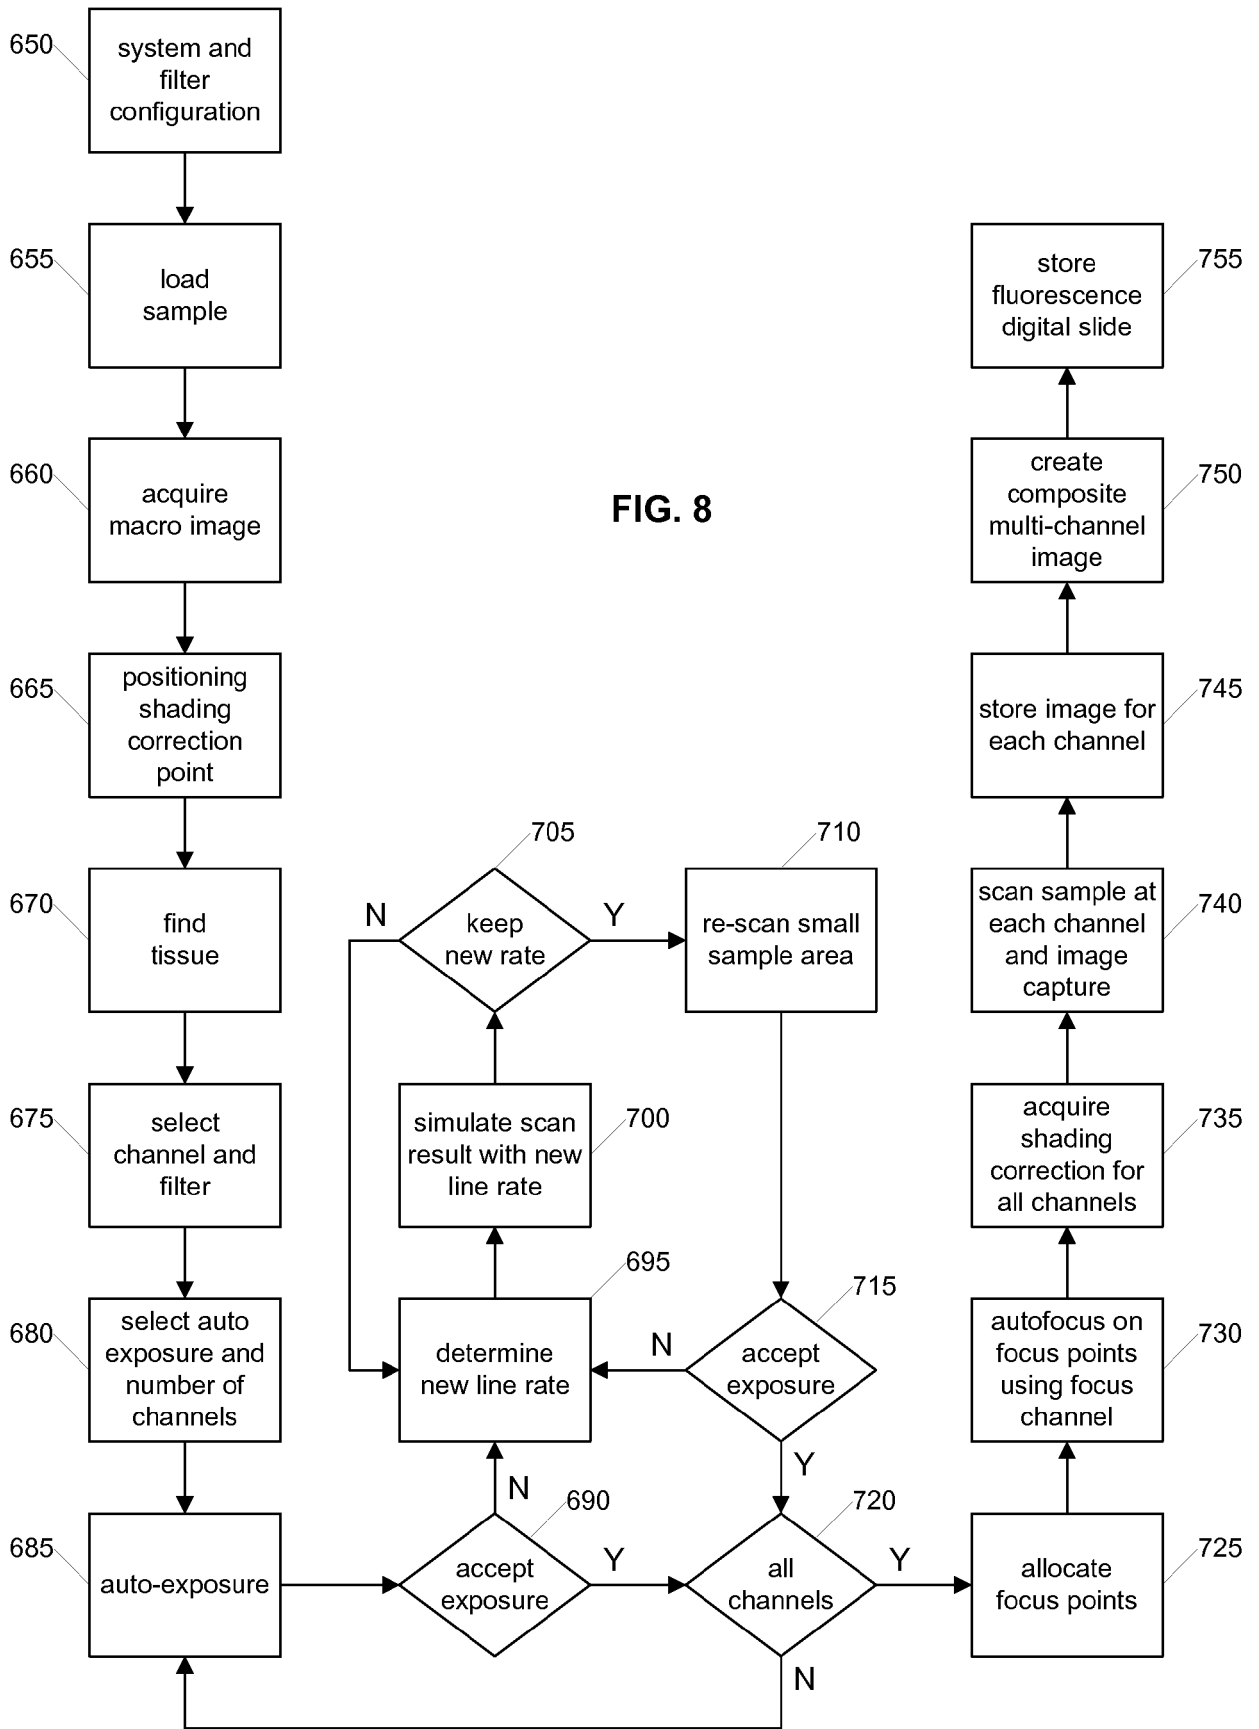 650
system and
filter
configuration
655
load
sample
660
acquire
macro image
665
positioning
shading
correction
point
670
find
tissue
675
select
channel and
filter
680
select auto
exposure and
number of
channels
685
auto-exposure
690
accept
exposure
N
Y
695
determine
new line rate
700
simulate scan
result with new
line rate
705
keep
new rate
N
Y
710
re-scan small
sample area
715
accept
exposure
N
Y
720
all
channels
Y
N
725
allocate
focus points
730
autofocus on
focus points
using focus
channel
735
acquire
shading
correction for
all channels
740
scan sample at
each channel
and image
capture
745
store image for
each channel
750
create
composite
multi-channel
image
755
store
fluorescence
digital slide
FIG. 8